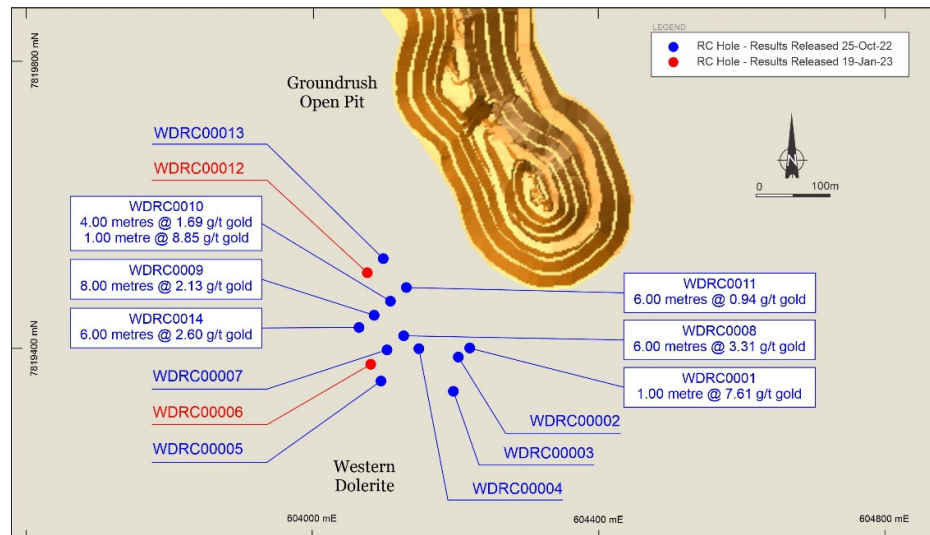 LEGEND
RC Hole - Results Released 25-Oct-22
RC Hole - Results Released 19-Jan-23
7819800 mN
Groundrush
Open Pit
WDRC00013
WDRC00012
WDRC0010
4.00 metres @ 1.69 g/t gold
1.00 metre @ 8.85 g/t gold
WDRC0009
8.00 metres @ 2.13 g/t gold
WDRC0014
6.00 metres @ 2.60 g/t gold
WDRC00007
WDRC00006
WDRC00005
N
0 100m
WDRC0011
6.00 metres @ 0.94 g/t gold
WDRC0008
6.00 metres @ 3.31 g/t gold
WDRC0001
1.00 metre @ 7.61 g/t gold
WDRC00002
WDRC00003
WDRC00004
7819400 mN
Western
Dolerite
604000 mE
604400 mE
604800 mE